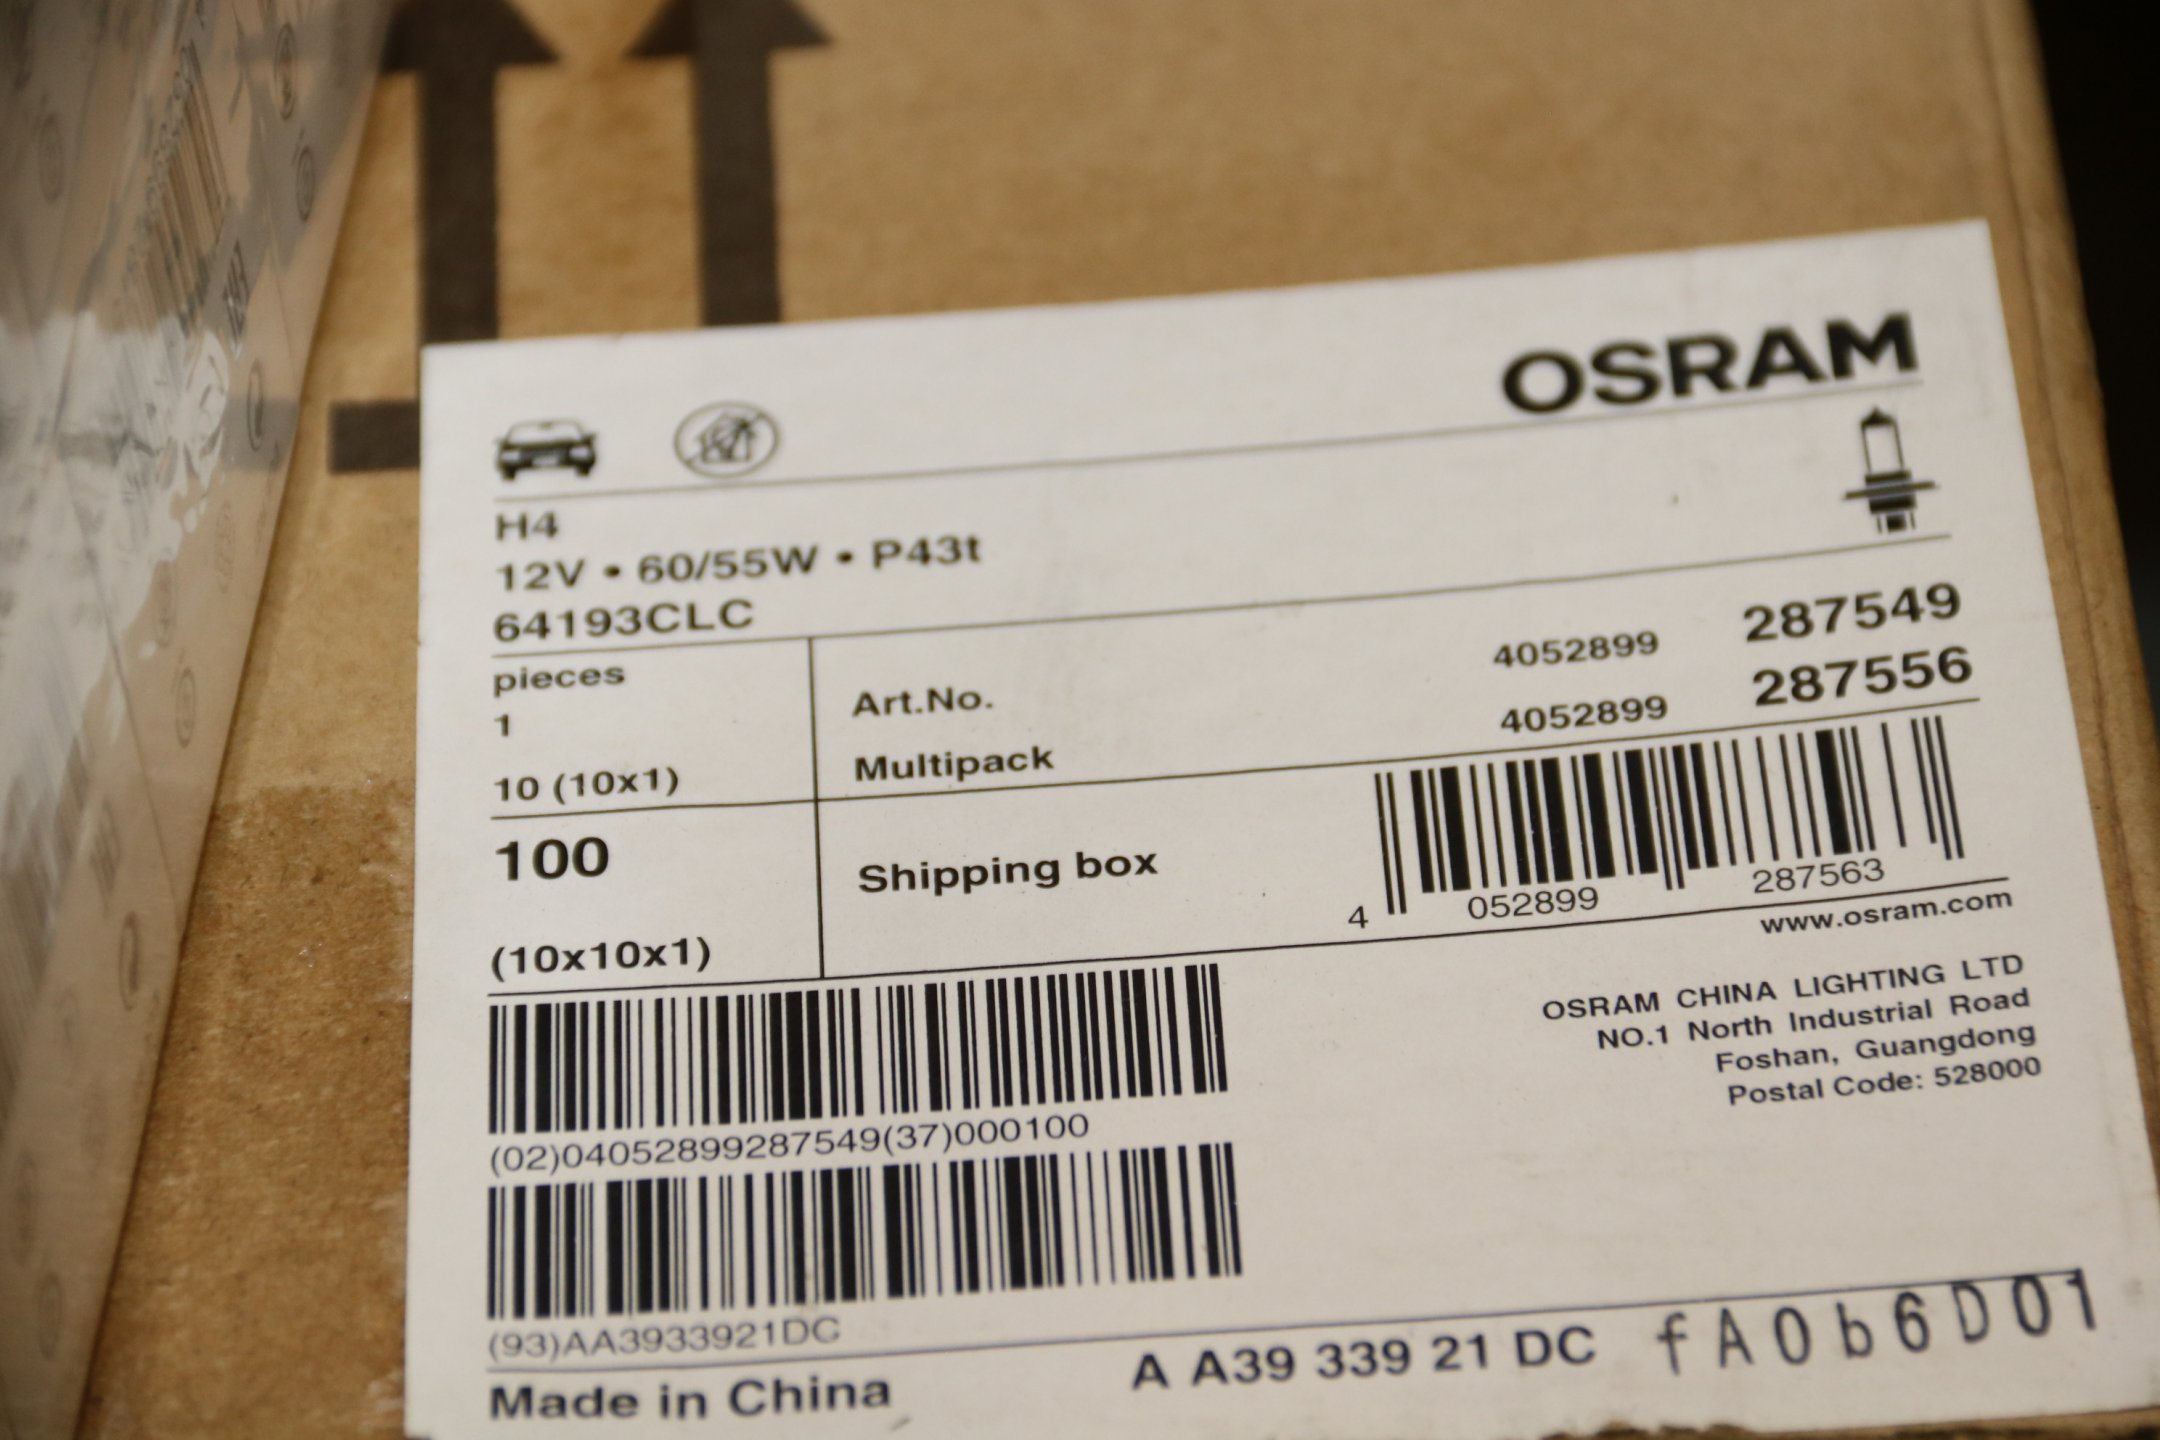 OSRAM
H4
12V • 60/55W • P43t
64193CLC
pieces
1
Art.No. 4052899 287549
10 (10x1)
Multipack 4052899 287556
100
(10x10x1)
Shipping box
4 052899 287563
www.osram.com
OSRAM CHINA LIGHTING LTD
NO.1 North Industrial Road
Foshan, Guangdong
Postal Code: 528000
(02)04052899287549(37)000100
(93)AA3933921DC
Made in China
A A39 339 21 DC
fA0b6D01